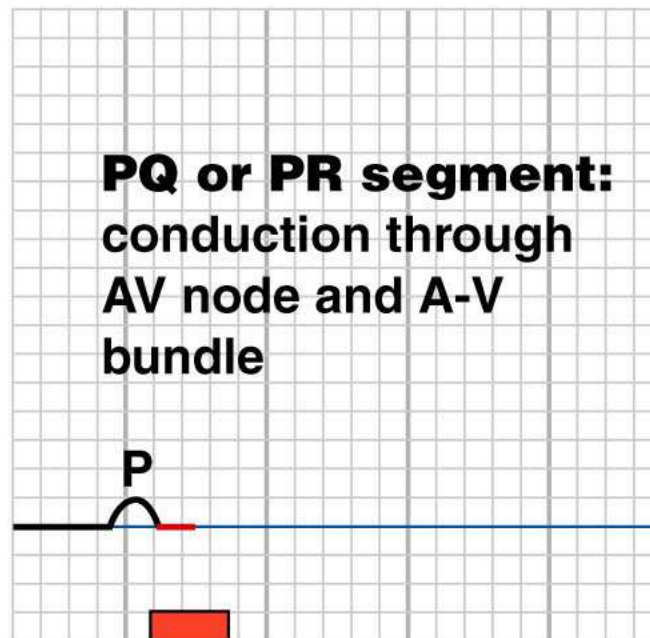 PQ or PR segment:
conduction through
AV node and A-V
bundle
P